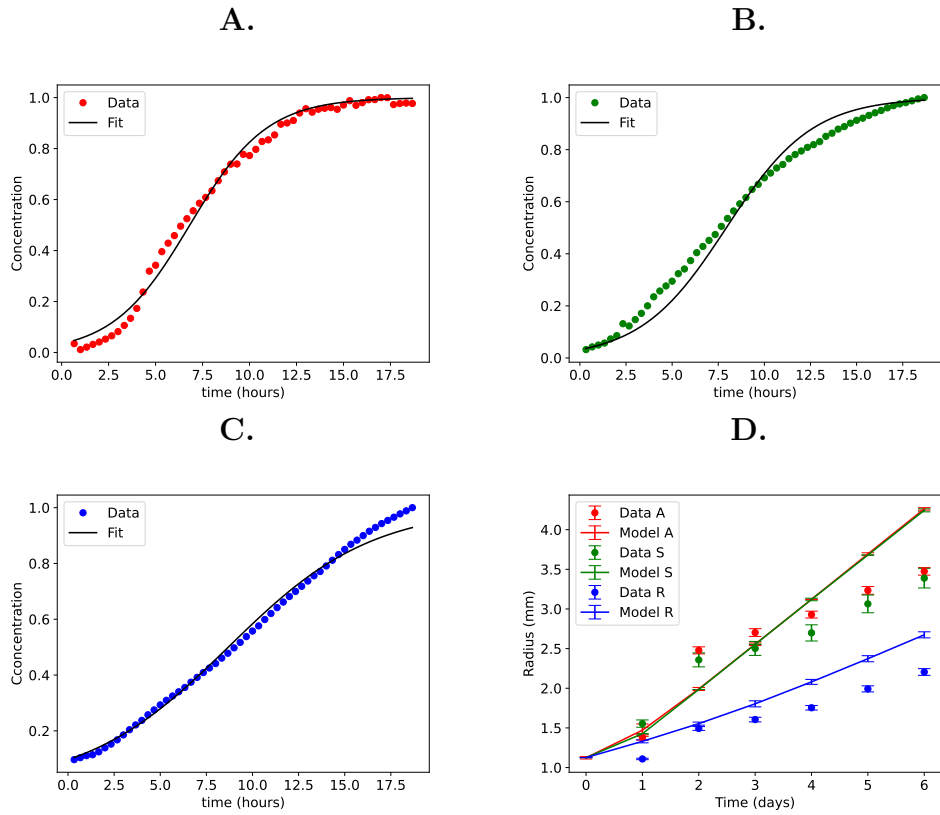 A.
1.0
0.8
0.6
0.4
0.2
0.0
Concentration
Data
Fit
0.0 2.5 5.0 7.5 10.0 12.5 15.0 17.5
time (hours)
B.
1.0
0.8
0.6
0.4
0.2
0.0
Concentration
Data
Fit
0.0 2.5 5.0 7.5 10.0 12.5 15.0 17.5
time (hours)
C.
1.0
0.8
0.6
0.4
0.2
Cconcentration
Data
Fit
0.0 2.5 5.0 7.5 10.0 12.5 15.0 17.5
time (hours)
D.
4.0
3.5
3.0
2.5
2.0
1.5
1.0
Radius (mm)
Data A
Model A
Data S
Model S
Data R
Model R
0 1 2 3 4 5 6
Time (days)